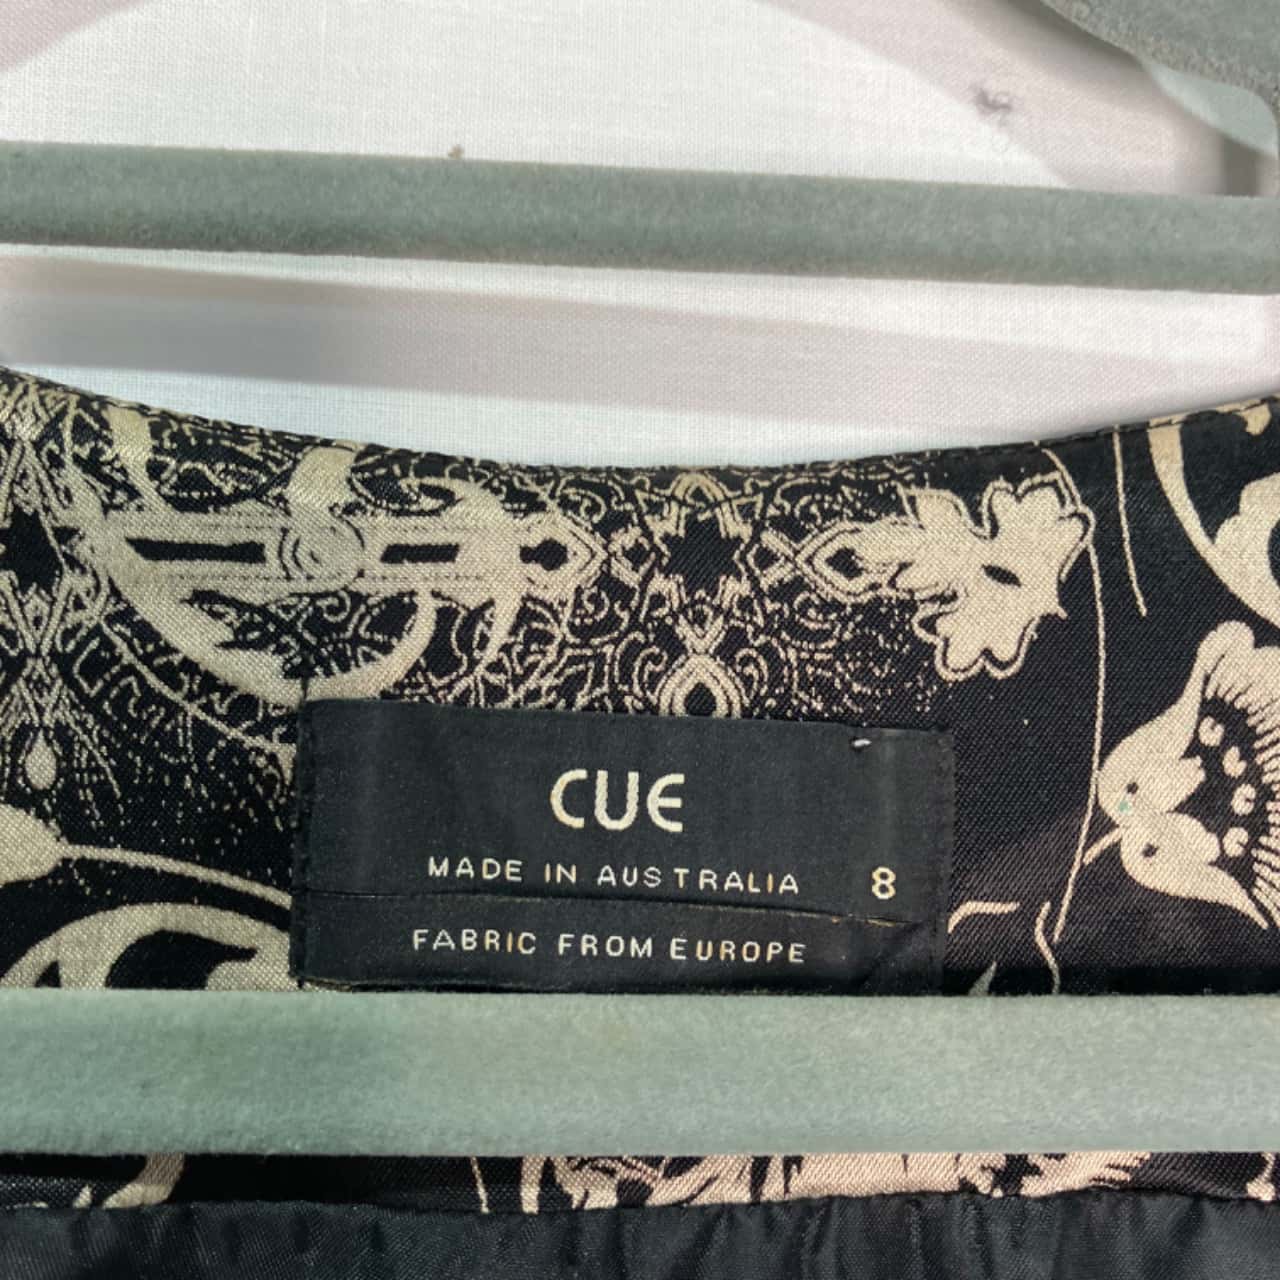 CUE
MADE IN AUSTRALIA 8
FABRIC FROM EUROPE